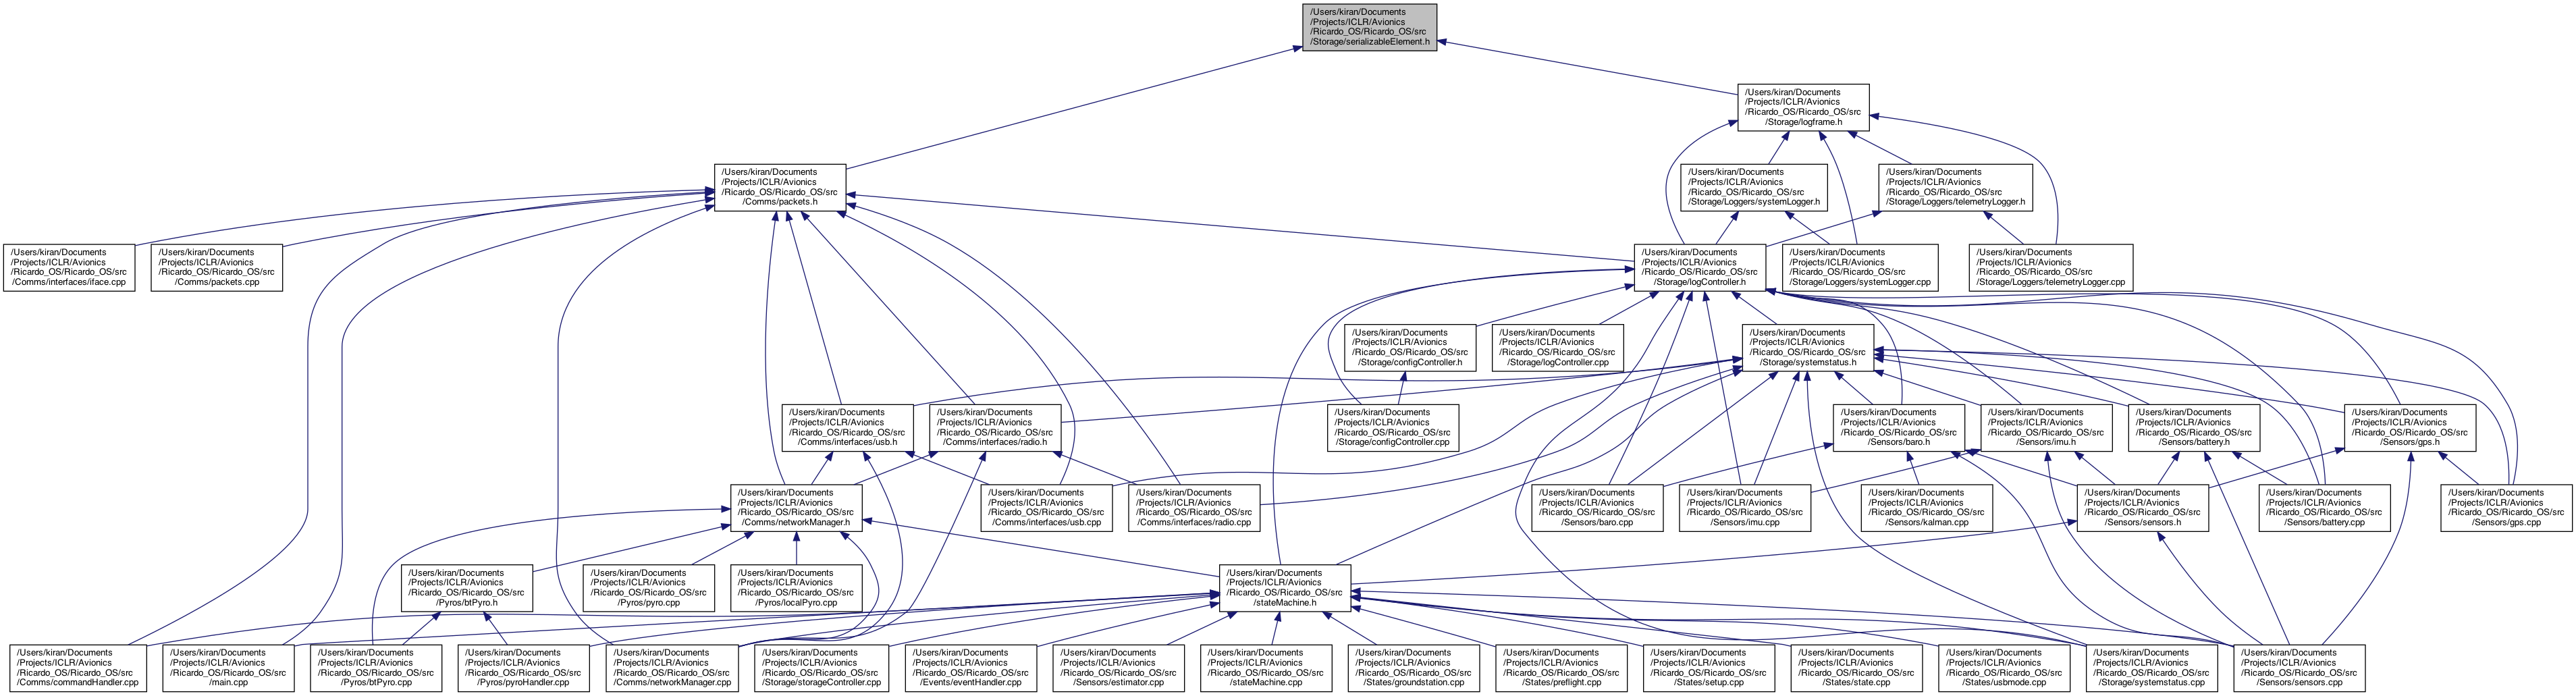 /Users/kiran/Documents
/Projects/ICLR/Avionics
/Ricardo_OS/Ricardo_OS/src
/Storage/serializableElement.h
/Users/kiran/Documents
/Projects/ICLR/Avionics
/Ricardo_OS/Ricardo_OS/src
/Storage/logframe.h
/Users/kiran/Documents
/Projects/ICLR/Avionics
/Ricardo_OS/Ricardo_OS/src
/Comms/packets.h
/Users/kiran/Documents
/Projects/ICLR/Avionics
/Ricardo_OS/Ricardo_OS/src
/Storage/Loggers/systemLogger.h
/Users/kiran/Documents
/Projects/ICLR/Avionics
/Ricardo_OS/Ricardo_OS/src
/Storage/Loggers/telemetryLogger.h
/Users/kiran/Documents
/Projects/ICLR/Avionics
/Ricardo_OS/Ricardo_OS/src
/Comms/interfaces/iface.cpp
/Users/kiran/Documents
/Projects/ICLR/Avionics
/Ricardo_OS/Ricardo_OS/src
/Comms/packets.cpp
/Users/kiran/Documents
/Projects/ICLR/Avionics
/Ricardo_OS/Ricardo_OS/src
/Storage/logController.h
/Users/kiran/Documents
/Projects/ICLR/Avionics
/Ricardo_OS/Ricardo_OS/src
/Storage/Loggers/systemLogger.cpp
/Users/kiran/Documents
/Projects/ICLR/Avionics
/Ricardo_OS/Ricardo_OS/src
/Storage/Loggers/telemetryLogger.cpp
/Users/kiran/Documents
/Projects/ICLR/Avionics
/Ricardo_OS/Ricardo_OS/src
/Storage/configController.h
/Users/kiran/Documents
/Projects/ICLR/Avionics
/Ricardo_OS/Ricardo_OS/src
/Storage/logController.cpp
/Users/kiran/Documents
/Projects/ICLR/Avionics
/Ricardo_OS/Ricardo_OS/src
/Storage/systemstatus.h
/Users/kiran/Documents
/Projects/ICLR/Avionics
/Ricardo_OS/Ricardo_OS/src
/Comms/interfaces/usb.h
/Users/kiran/Documents
/Projects/ICLR/Avionics
/Ricardo_OS/Ricardo_OS/src
/Comms/interfaces/radio.h
/Users/kiran/Documents
/Projects/ICLR/Avionics
/Ricardo_OS/Ricardo_OS/src
/Storage/configController.cpp
/Users/kiran/Documents
/Projects/ICLR/Avionics
/Ricardo_OS/Ricardo_OS/src
/Sensors/baro.h
/Users/kiran/Documents
/Projects/ICLR/Avionics
/Ricardo_OS/Ricardo_OS/src
/Sensors/imu.h
/Users/kiran/Documents
/Projects/ICLR/Avionics
/Ricardo_OS/Ricardo_OS/src
/Sensors/battery.h
/Users/kiran/Documents
/Projects/ICLR/Avionics
/Ricardo_OS/Ricardo_OS/src
/Sensors/gps.h
/Users/kiran/Documents
/Projects/ICLR/Avionics
/Ricardo_OS/Ricardo_OS/src
/Comms/networkManager.h
/Users/kiran/Documents
/Projects/ICLR/Avionics
/Ricardo_OS/Ricardo_OS/src
/Comms/interfaces/usb.cpp
/Users/kiran/Documents
/Projects/ICLR/Avionics
/Ricardo_OS/Ricardo_OS/src
/Comms/interfaces/radio.cpp
/Users/kiran/Documents
/Projects/ICLR/Avionics
/Ricardo_OS/Ricardo_OS/src
/Sensors/baro.cpp
/Users/kiran/Documents
/Projects/ICLR/Avionics
/Ricardo_OS/Ricardo_OS/src
/Sensors/imu.cpp
/Users/kiran/Documents
/Projects/ICLR/Avionics
/Ricardo_OS/Ricardo_OS/src
/Sensors/kalman.cpp
/Users/kiran/Documents
/Projects/ICLR/Avionics
/Ricardo_OS/Ricardo_OS/src
/Sensors/sensors.h
/Users/kiran/Documents
/Projects/ICLR/Avionics
/Ricardo_OS/Ricardo_OS/src
/Sensors/battery.cpp
/Users/kiran/Documents
/Projects/ICLR/Avionics
/Ricardo_OS/Ricardo_OS/src
/Sensors/gps.cpp
/Users/kiran/Documents
/Projects/ICLR/Avionics
/Ricardo_OS/Ricardo_OS/src
/Pyros/btPyro.h
/Users/kiran/Documents
/Projects/ICLR/Avionics
/Ricardo_OS/Ricardo_OS/src
/Pyros/pyro.cpp
/Users/kiran/Documents
/Projects/ICLR/Avionics
/Ricardo_OS/Ricardo_OS/src
/Pyros/localPyro.cpp
/Users/kiran/Documents
/Projects/ICLR/Avionics
/Ricardo_OS/Ricardo_OS/src
/stateMachine.h
/Users/kiran/Documents
/Projects/ICLR/Avionics
/Ricardo_OS/Ricardo_OS/src
/Comms/commandHandler.cpp
/Users/kiran/Documents
/Projects/ICLR/Avionics
/Ricardo_OS/Ricardo_OS/src
/main.cpp
/Users/kiran/Documents
/Projects/ICLR/Avionics
/Ricardo_OS/Ricardo_OS/src
/Pyros/btPyro.cpp
/Users/kiran/Documents
/Projects/ICLR/Avionics
/Ricardo_OS/Ricardo_OS/src
/Pyros/pyroHandler.cpp
/Users/kiran/Documents
/Projects/ICLR/Avionics
/Ricardo_OS/Ricardo_OS/src
/Comms/networkManager.cpp
/Users/kiran/Documents
/Projects/ICLR/Avionics
/Ricardo_OS/Ricardo_OS/src
/Storage/storageController.cpp
/Users/kiran/Documents
/Projects/ICLR/Avionics
/Ricardo_OS/Ricardo_OS/src
/Events/eventHandler.cpp
/Users/kiran/Documents
/Projects/ICLR/Avionics
/Ricardo_OS/Ricardo_OS/src
/Sensors/estimator.cpp
/Users/kiran/Documents
/Projects/ICLR/Avionics
/Ricardo_OS/Ricardo_OS/src
/stateMachine.cpp
/Users/kiran/Documents
/Projects/ICLR/Avionics
/Ricardo_OS/Ricardo_OS/src
/States/groundstation.cpp
/Users/kiran/Documents
/Projects/ICLR/Avionics
/Ricardo_OS/Ricardo_OS/src
/States/preflight.cpp
/Users/kiran/Documents
/Projects/ICLR/Avionics
/Ricardo_OS/Ricardo_OS/src
/States/setup.cpp
/Users/kiran/Documents
/Projects/ICLR/Avionics
/Ricardo_OS/Ricardo_OS/src
/States/state.cpp
/Users/kiran/Documents
/Projects/ICLR/Avionics
/Ricardo_OS/Ricardo_OS/src
/States/usbmode.cpp
/Users/kiran/Documents
/Projects/ICLR/Avionics
/Ricardo_OS/Ricardo_OS/src
/Storage/systemstatus.cpp
/Users/kiran/Documents
/Projects/ICLR/Avionics
/Ricardo_OS/Ricardo_OS/src
/Sensors/sensors.cpp